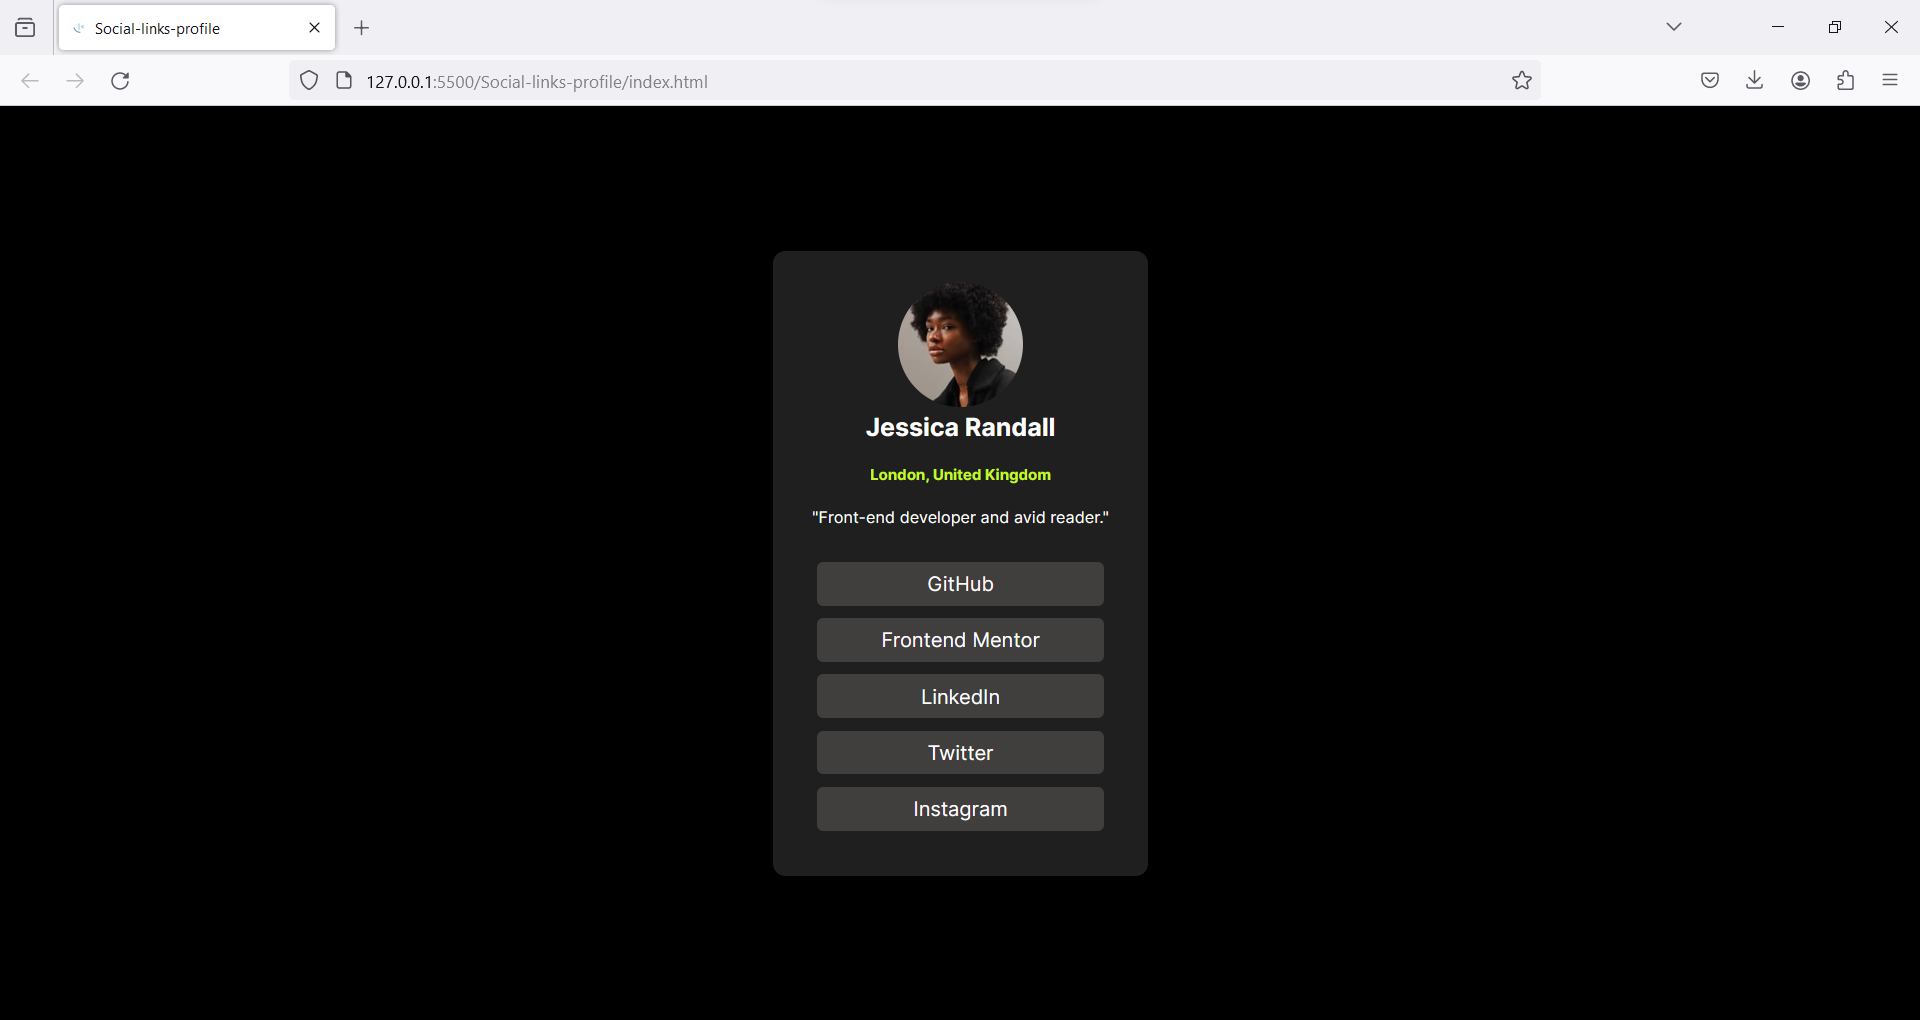 Social-links-profile
127.0.0.1:5500/Social-links-profile/index.html
Jessica Randall
London, United Kingdom
"Front-end developer and avid reader."
GitHub
Frontend Mentor
LinkedIn
Twitter
Instagram